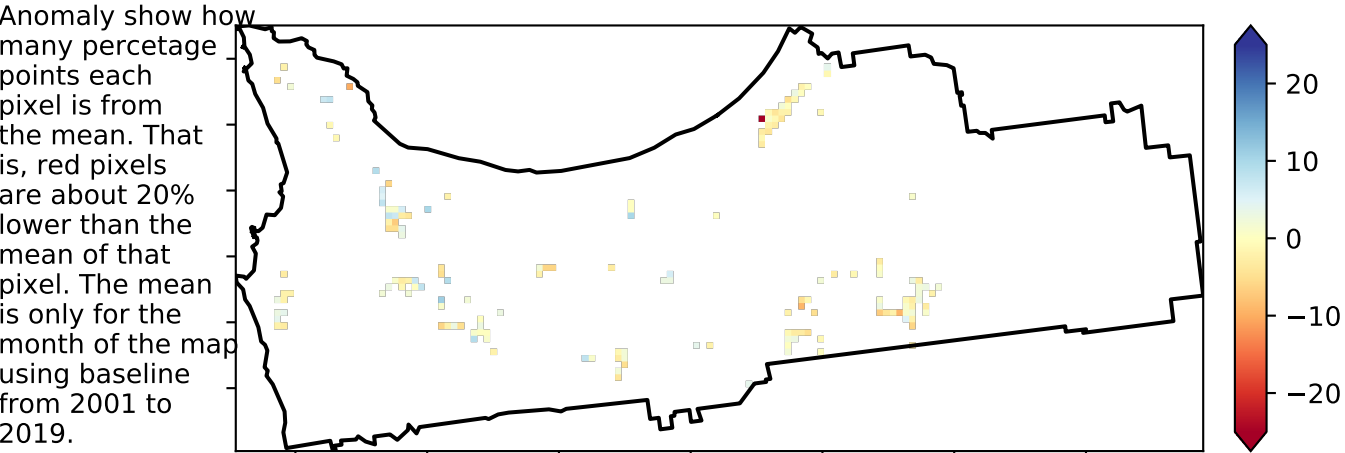 Anomaly show how
many percetage
points each
pixel is from
the mean. That
is, red pixels
are about 20%
lower than the
mean of that
pixel. The mean
is only for the
month of the map
using baseline
from 2001 to
2019.
20
10
0
−10
−20